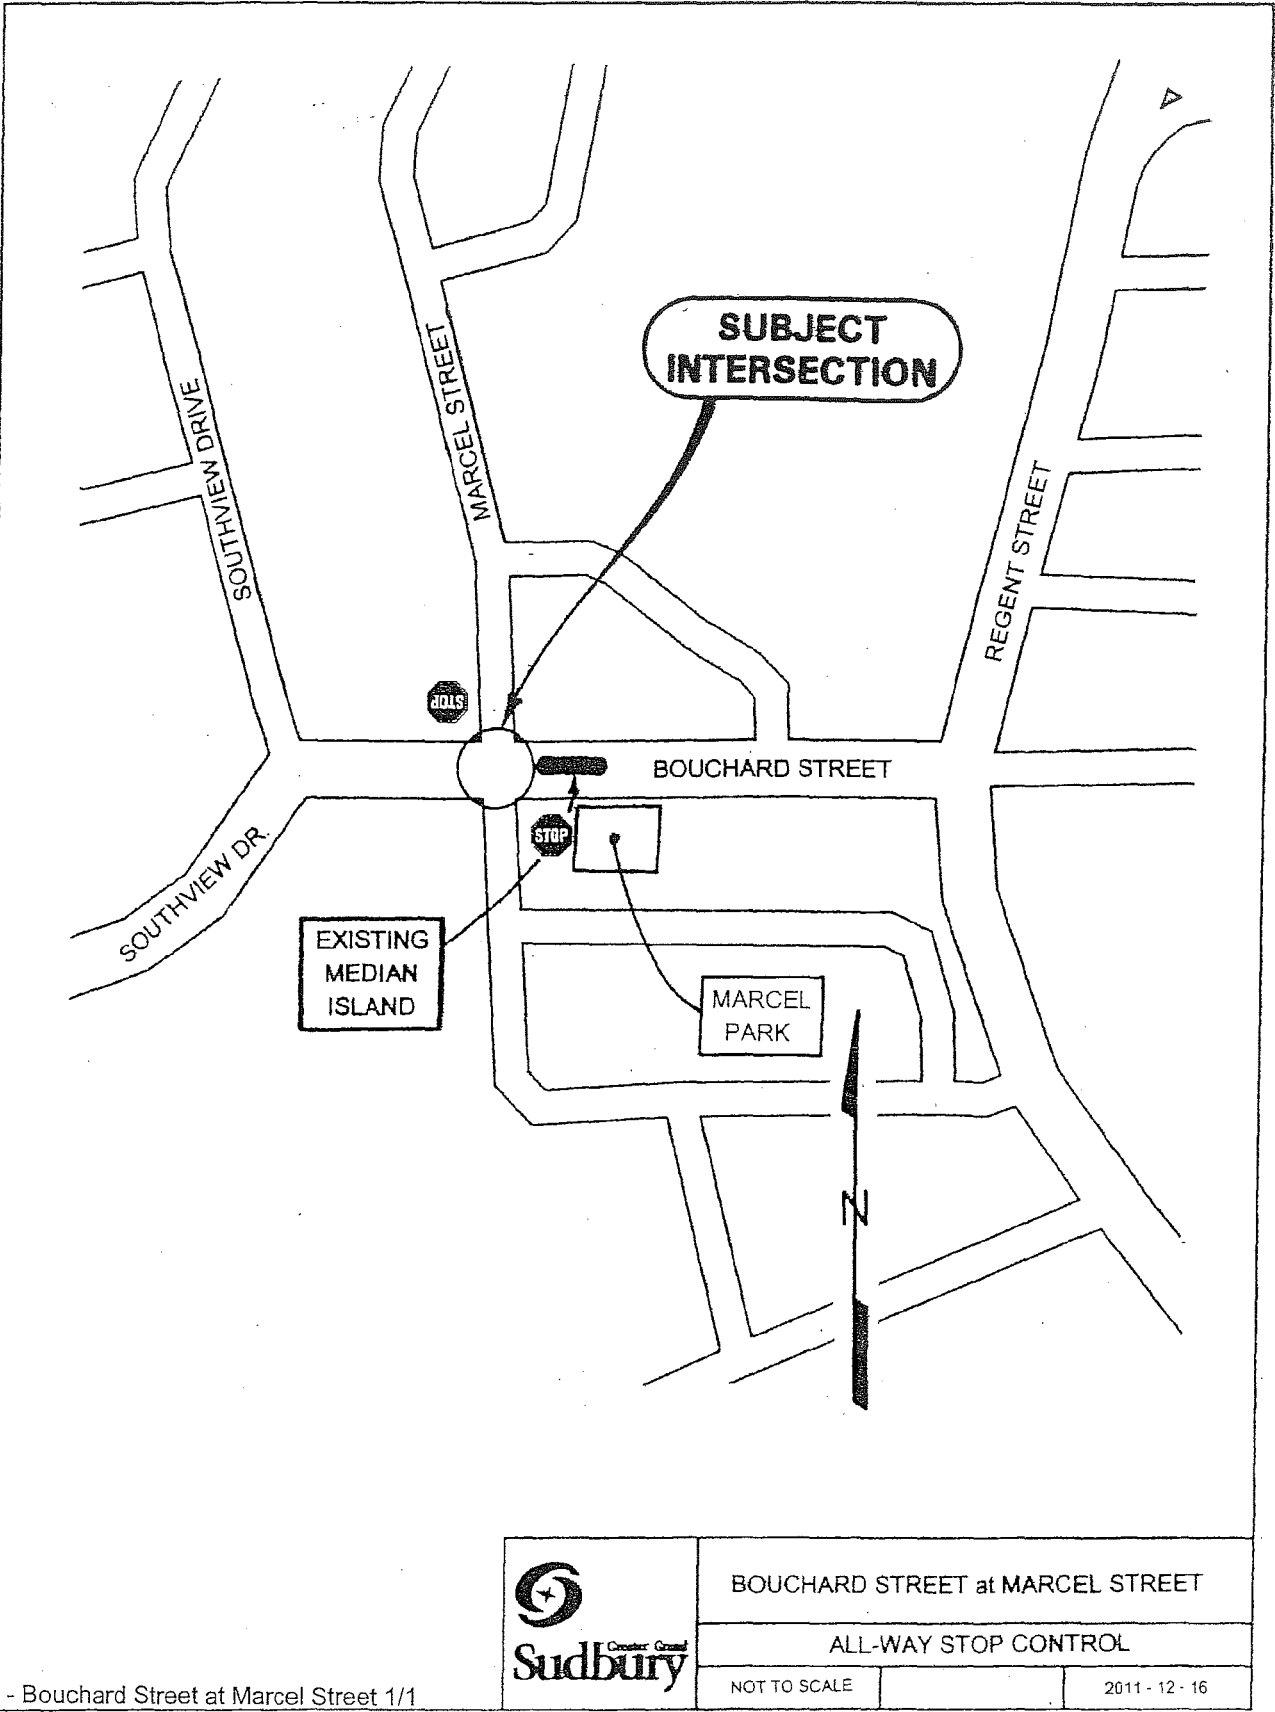 SUBJECT
INTERSECTION
MARCEL STREET
SOUTHVIEW DRIVE
REGENT STREET
STOP
BOUCHARD STREET
STOP
SOUTHVIEW DR.
EXISTING
MEDIAN
ISLAND
MARCEL
PARK
N
BOUCHARD STREET at MARCEL STREET
ALL-WAY STOP CONTROL
NOT TO SCALE
2011 - 12 - 16
Greater Grand
Sudbury
- Bouchard Street at Marcel Street 1/1